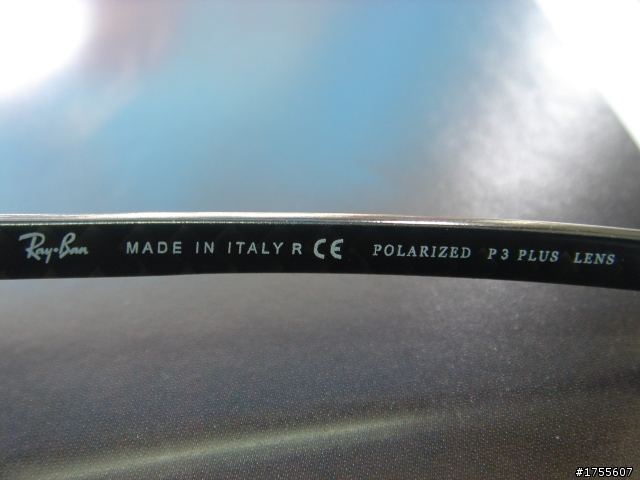 Ray-Ban MADE IN ITALY R CE POLARIZED P3 PLUS LENS
#1755607